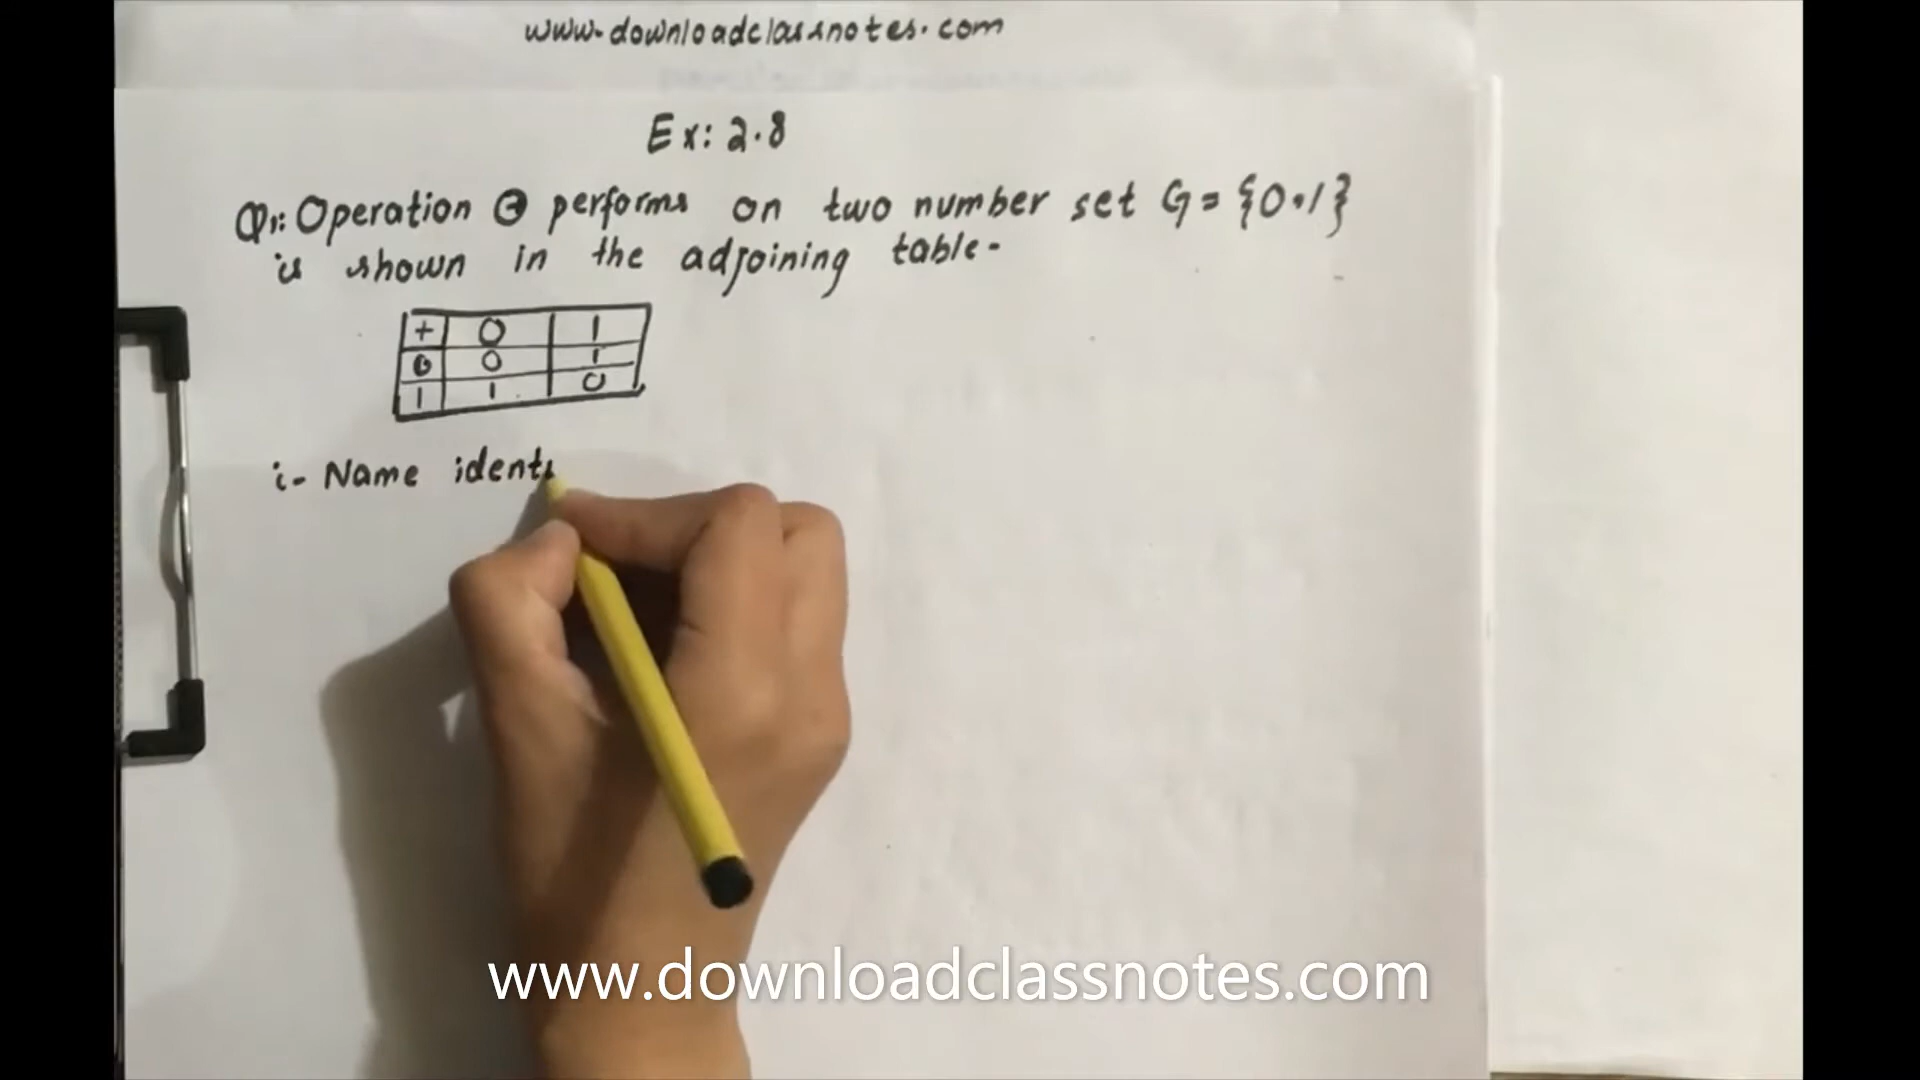 www.downloadclassnotes.com
Ex: 2.8
Q1: Operation ⊕ performs on two number set G = {0,1}
is shown in the adjoining table-
+ 0 1
0 0 1
1 1 0
i- Name identi
www.downloadclassnotes.com